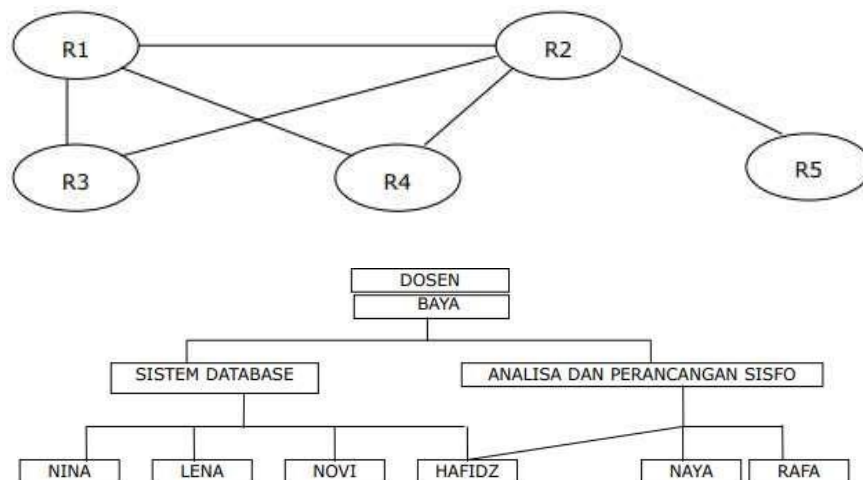 R1 R2
R3 R4 R5
DOSEN
BAYA
SISTEM DATABASE ANALISA DAN PERANCANGAN SISFO
NINA LENA NOVI HAFIDZ NAYA RAFA